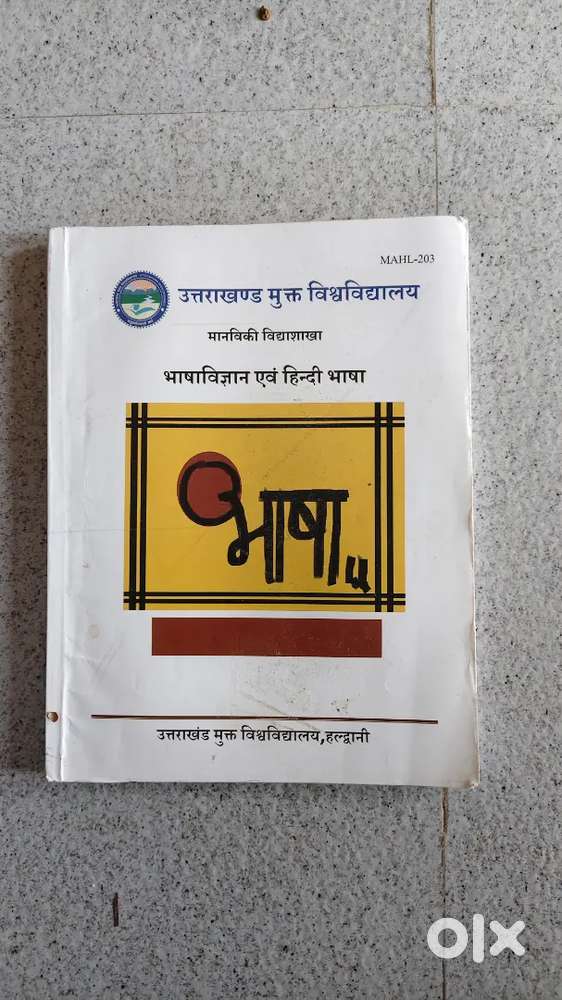 MAHL-203
उत्तराखण्ड मुक्त विश्वविद्यालय
मानविकी विद्याशाखा
भाषाविज्ञान एवं हिन्दी भाषा
भाषा
उत्तराखंड मुक्त विश्वविद्यालय,हल्द्वानी
olx